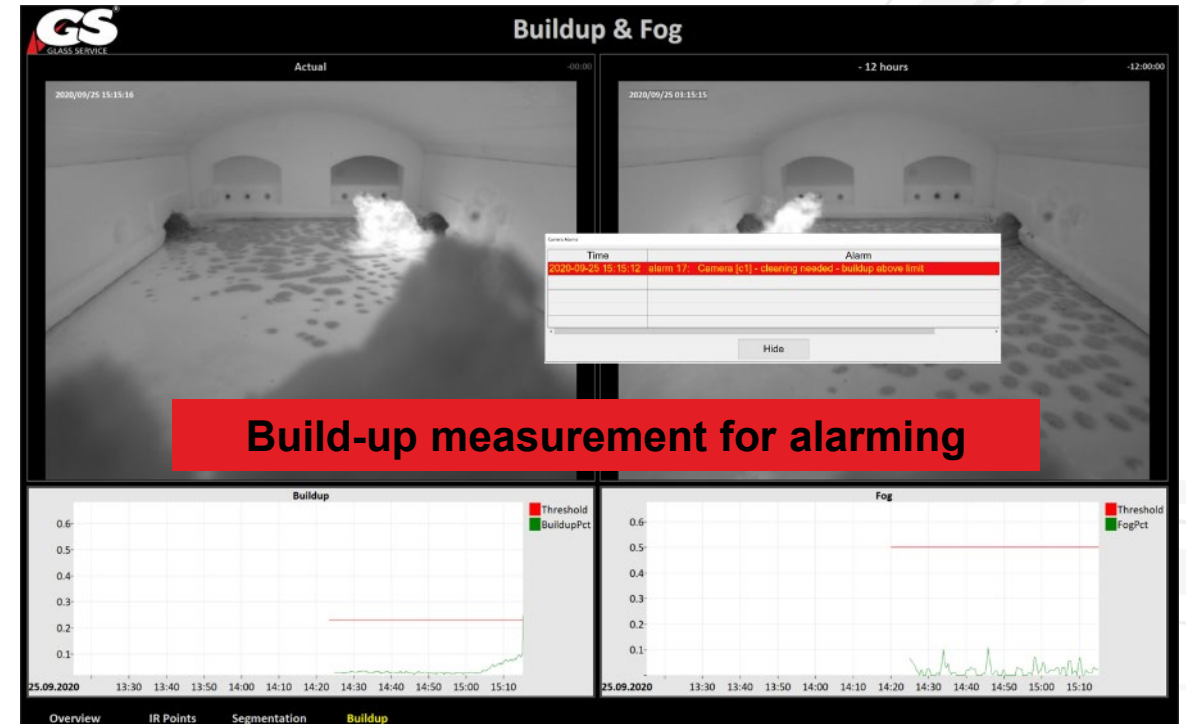 GS
GLASS SERVICE
Buildup & Fog
Actual -00:00
2020/09/25 15:15:16
- 12 hours -12:00:00
2020/09/25 03:15:15
Camera Alarms
Time Alarm
2020-09-25 15:15:12 alarm 17: Camera [c1] - cleaning needed - buildup above limit
Hide
Build-up measurement for alarming
Buildup
Threshold
BuildupPct
0.6
0.5
0.4
0.3
0.2
0.1
25.09.2020 13:30 13:40 13:50 14:00 14:10 14:20 14:30 14:40 14:50 15:00 15:10
Fog
Threshold
FogPct
0.6
0.5
0.4
0.3
0.2
0.1
25.09.2020 13:30 13:40 13:50 14:00 14:10 14:20 14:30 14:40 14:50 15:00 15:10
Overview IR Points Segmentation Buildup